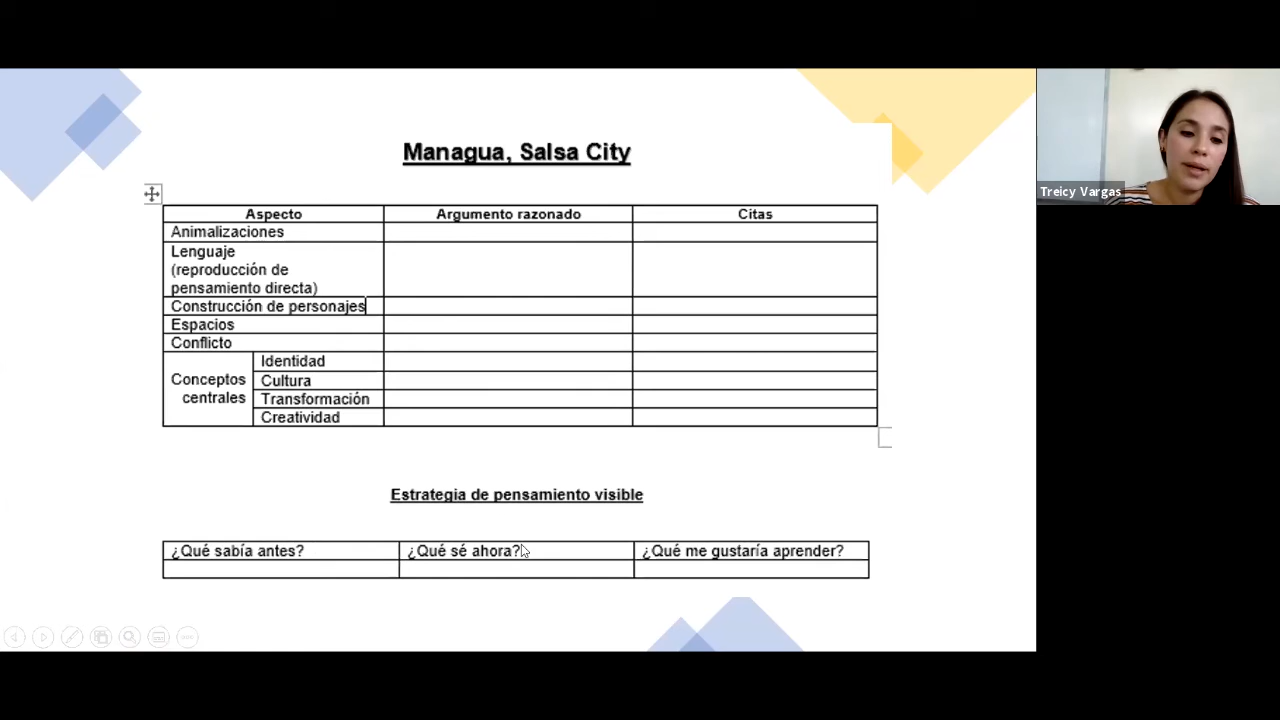 Managua, Salsa City
Aspecto Argumento razonado Citas
Animalizaciones
Lenguaje
(reproducción de
pensamiento directa)
Construcción de personajes
Espacios
Conflicto
Conceptos
centrales
Identidad
Cultura
Transformación
Creatividad
Estrategia de pensamiento visible
¿Qué sabía antes? ¿Qué sé ahora? ¿Qué me gustaría aprender?
Treicy Vargas